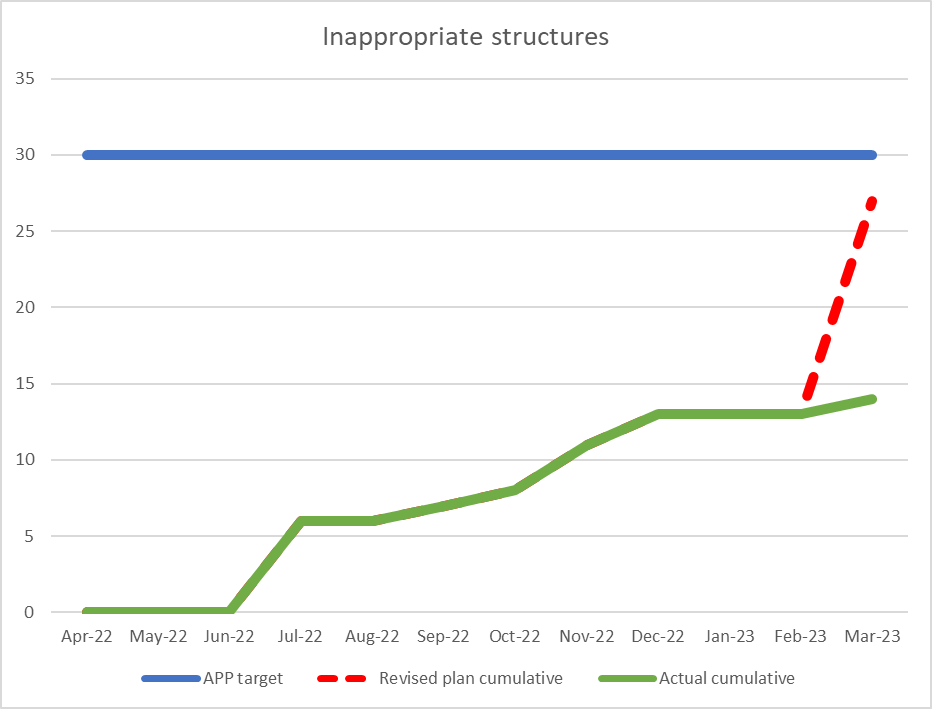 Inappropriate structures
35
30
25
20
15
10
5
0
Apr-22 May-22 Jun-22 Jul-22 Aug-22 Sep-22 Oct-22 Nov-22 Dec-22 Jan-23 Feb-23 Mar-23
APP target Revised plan cumulative Actual cumulative